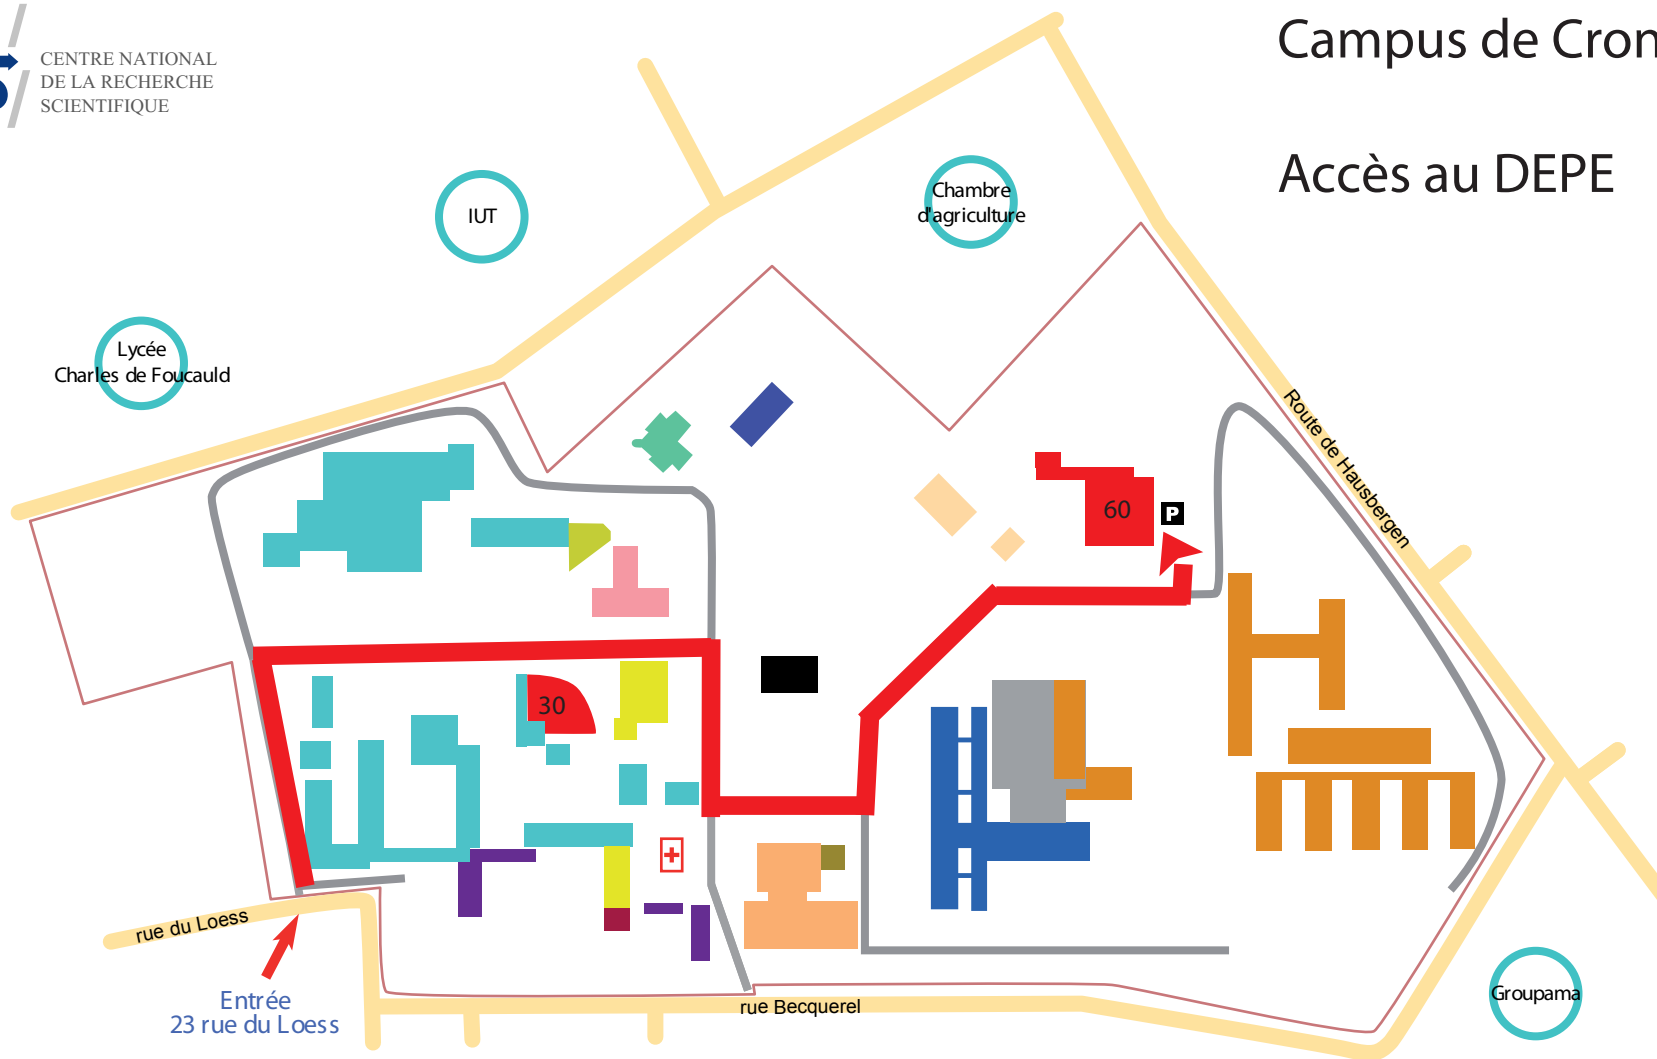 CENTRE NATIONAL
DE LA RECHERCHE
SCIENTIFIQUE
Campus de Cron
Accès au DEPE
IUT
Chambre
d'agriculture
Lycée
Charles de Foucauld
Route de Hausbergen
60
P
30
rue du Loess
Entrée
23 rue du Loess
rue Becquerel
Groupama